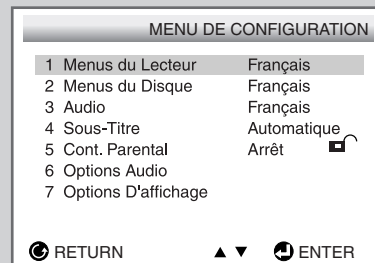 MENU DE CONFIGURATION
1 Menus du Lecteur Français
2 Menus du Disque Français
3 Audio Français
4 Sous-Titre Automatique
5 Cont. Parental Arrêt
6 Options Audio
7 Options D'affichage
RETURN ▲ ▼ ENTER